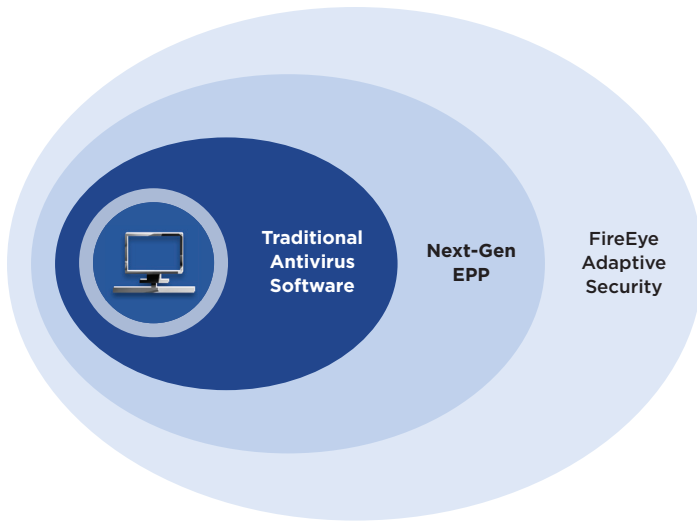 Traditional
Antivirus
Software
Next-Gen
EPP
FireEye
Adaptive
Security